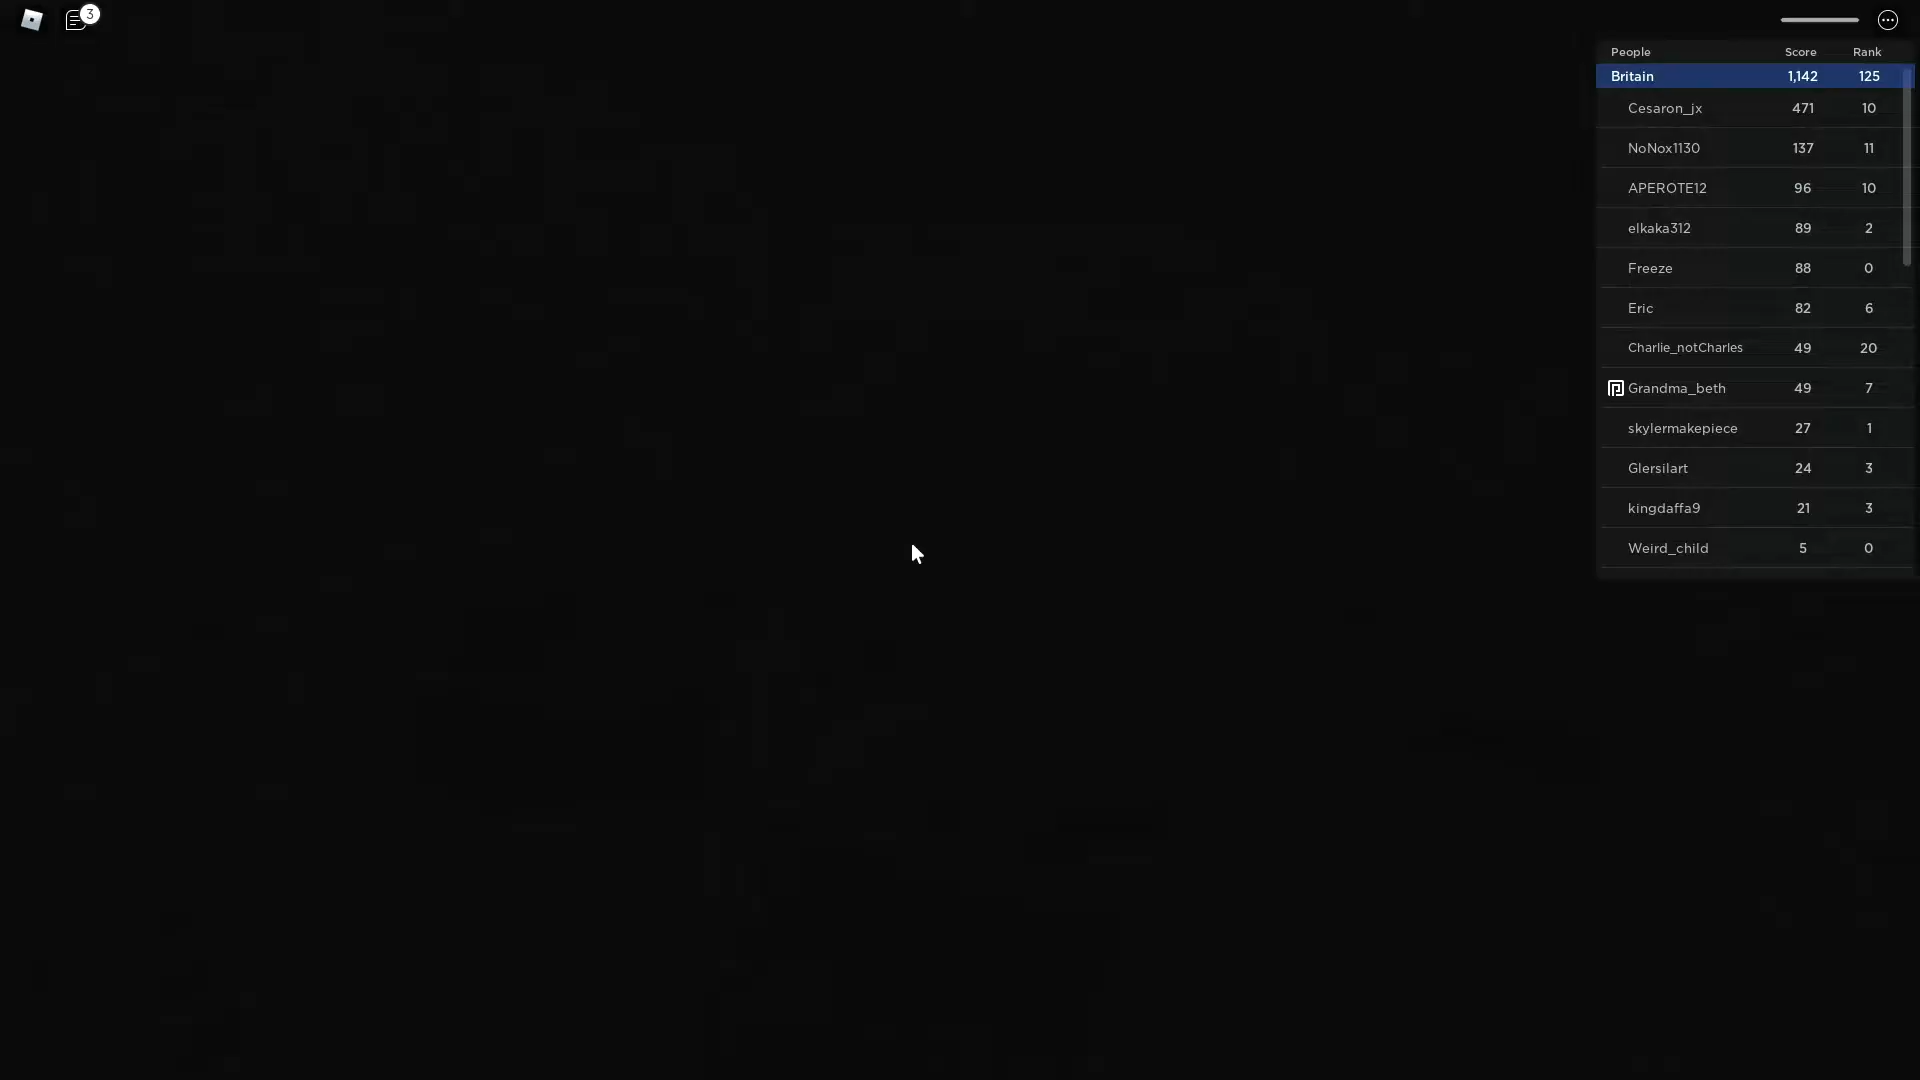 3
People Score Rank
Britain 1,142 125
Cesaron_jx 471 10
NoNox1130 137 11
APEROTE12 96 10
elkaka312 89 2
Freeze 88 0
Eric 82 6
Charlie_notCharles 49 20
Grandma_beth 49 7
skylermakepiece 27 1
Glersilart 24 3
kingdaffa9 21 3
Weird_child 5 0